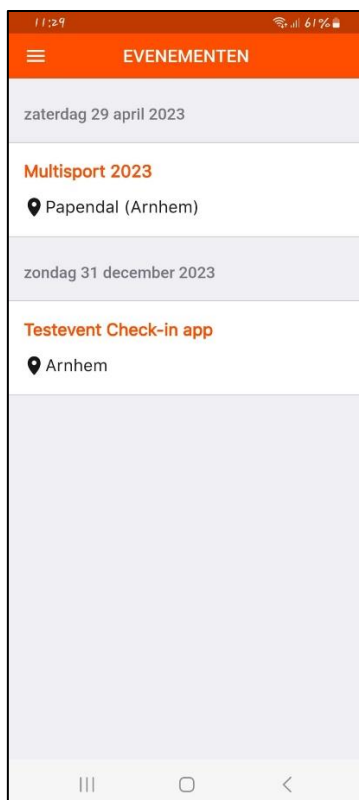 11:29 61%
EVENEMENTEN
zaterdag 29 april 2023
Multisport 2023
Papendal (Arnhem)
zondag 31 december 2023
Testevent Check-in app
Arnhem